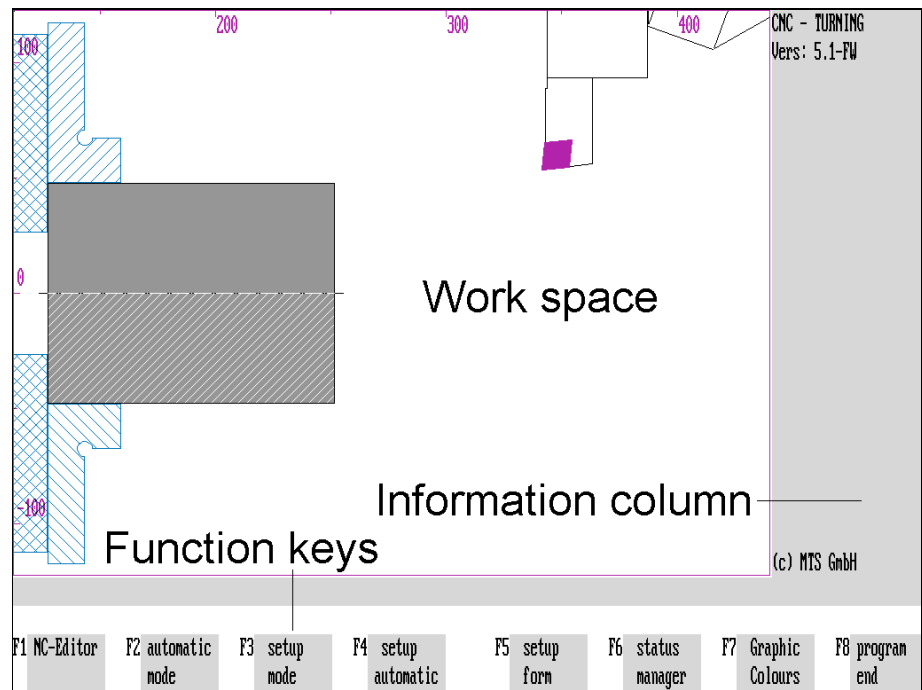 200 300 400 CNC - TURNING
100 Vers: 5.1-FW
0
Work space
-100
Information column
Function keys
(c) MTS GmbH
F1 NC-Editor F2 automatic mode F3 setup mode F4 setup automatic F5 setup form F6 status manager F7 Graphic Colours F8 program end